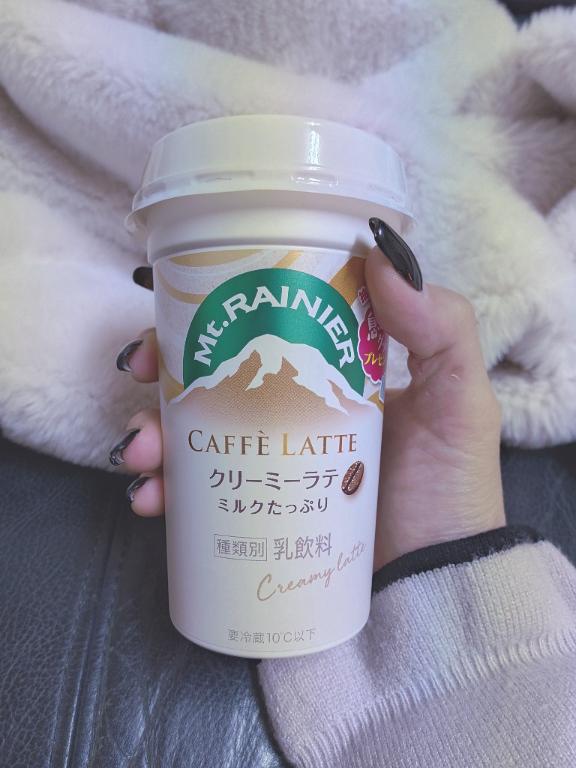 Mt. RAINIER
CAFFÈ LATTE
クリーミーラテ
ミルクたっぷり
種類別 乳飲料
Creamy latte
要冷蔵10℃以下